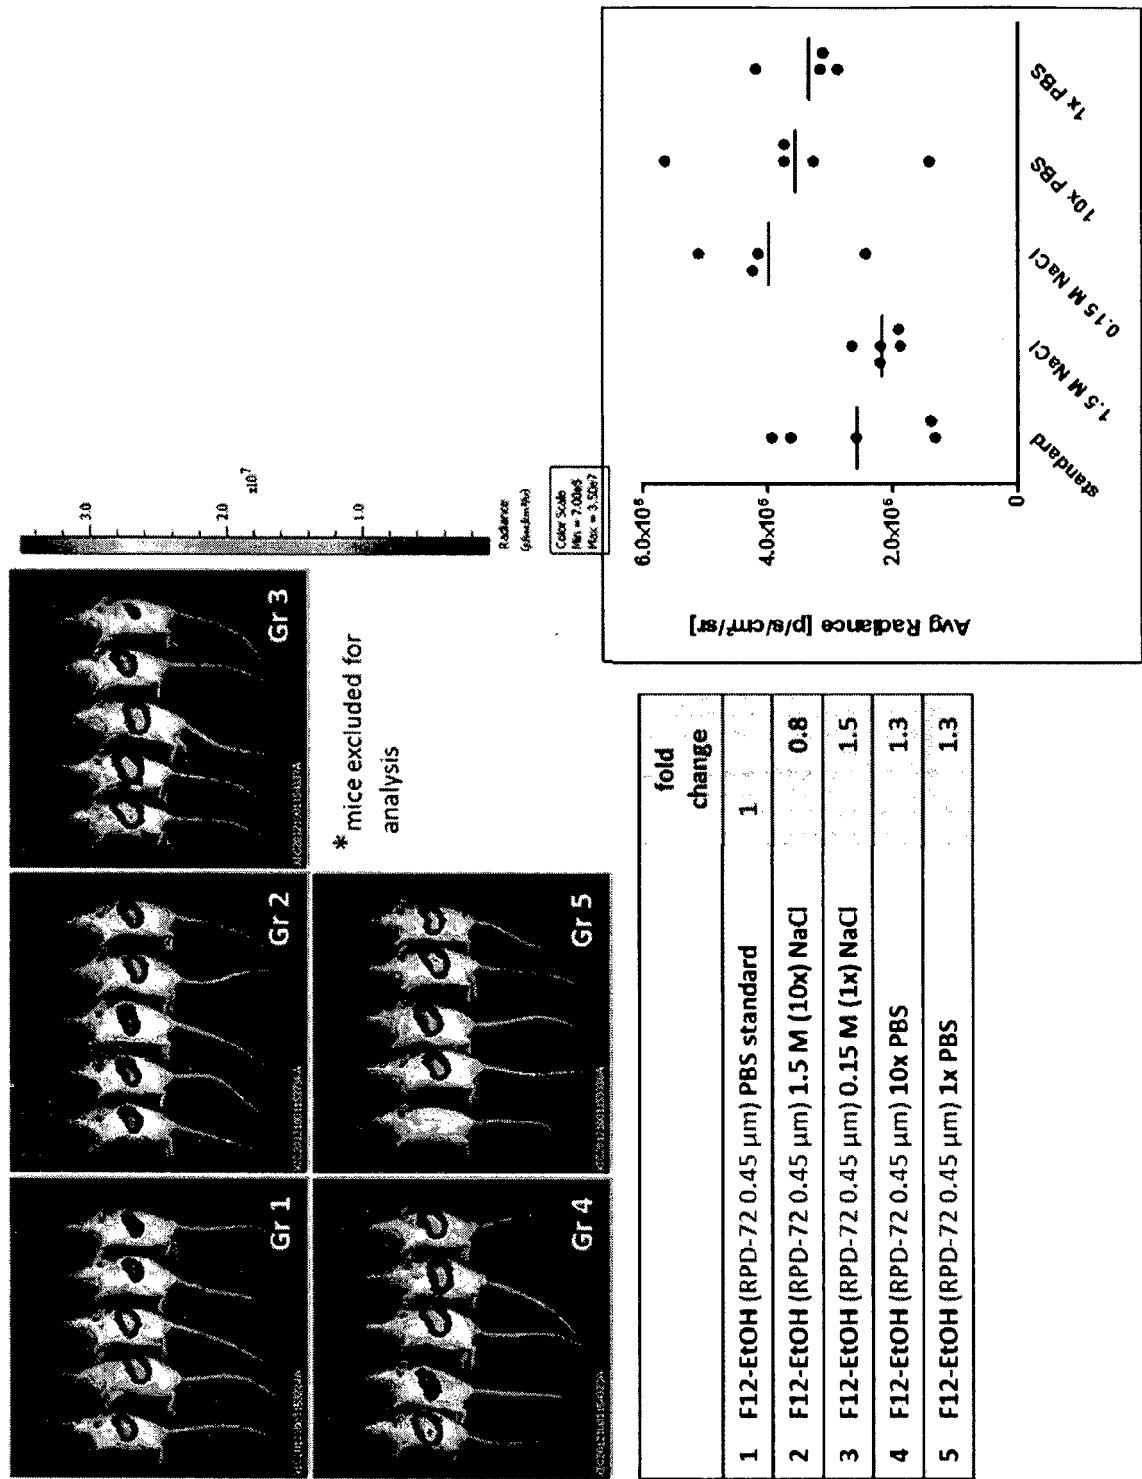 Gr 1
Gr 2
Gr 3
Gr 4
Gr 5
* mice excluded for
analysis
3.0
2.0
x10⁷
1.0
Radiance
Color Scale
Min = 7.00e5
Max = 3.50e7
fold
change
1 F12-EtOH (RPD-72 0.45 µm) PBS standard 1
2 F12-EtOH (RPD-72 0.45 µm) 1.5 M (10x) NaCl 0.8
3 F12-EtOH (RPD-72 0.45 µm) 0.15 M (1x) NaCl 1.5
4 F12-EtOH (RPD-72 0.45 µm) 10x PBS 1.3
5 F12-EtOH (RPD-72 0.45 µm) 1x PBS 1.3
Avg Radiance [p/s/cm²/sr]
6.0x10⁶
4.0x10⁶
2.0x10⁶
0
standard
1.5 M NaCl
0.15 M NaCl
10x PBS
1x PBS